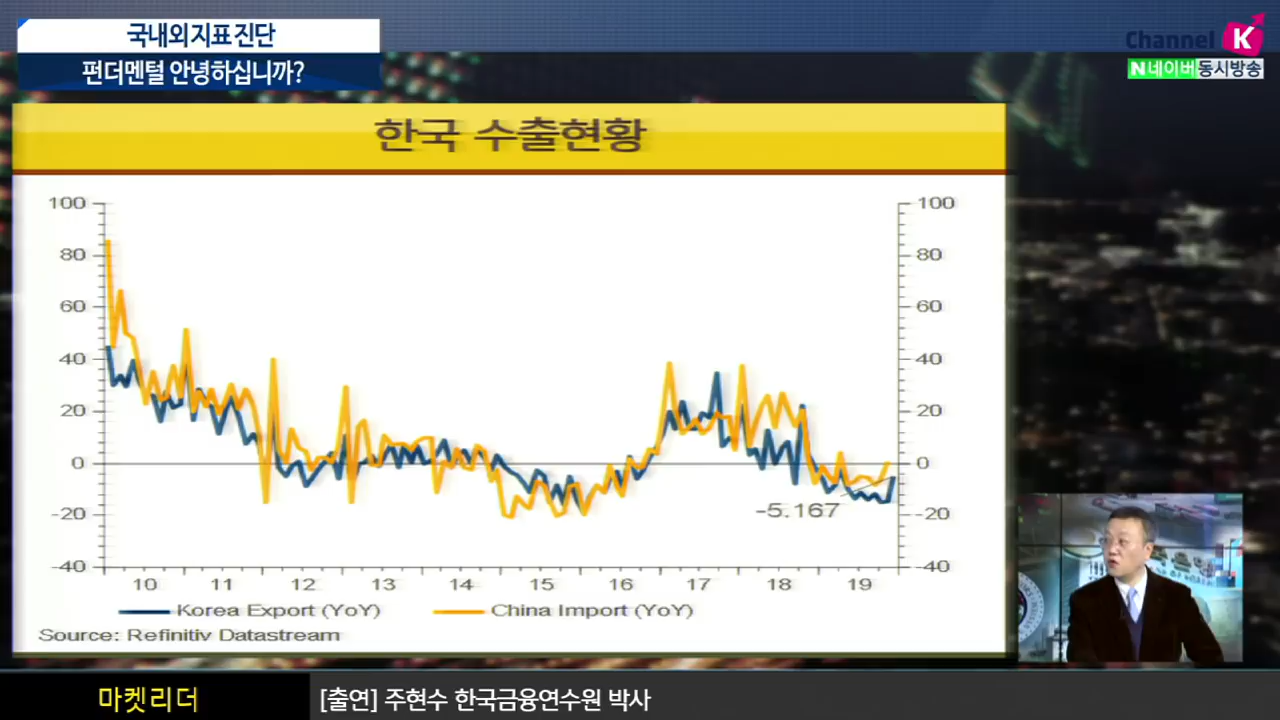 국내외지표진단
펀더멘털 안녕하십니까?
Channel K
N네이버 동시방송
한국 수출현황
100
80
60
40
20
0
-20
-40
100
80
60
40
20
0
-20
-40
-5.167
10 11 12 13 14 15 16 17 18 19
Korea Export (YoY) China Import (YoY)
Source: Refinitiv Datastream
마켓리더
[출연] 주현수 한국금융연수원 박사